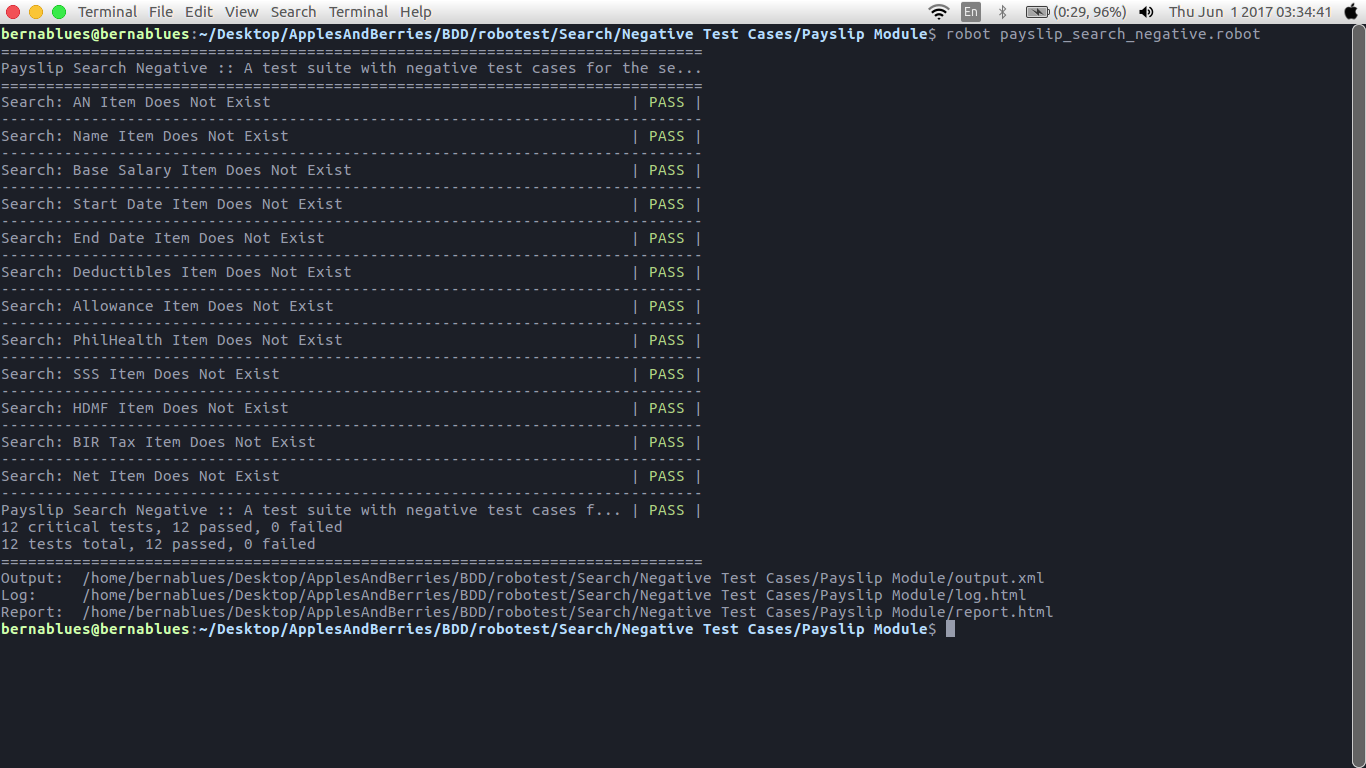 Terminal File Edit View Search Terminal Help En (0:29, 96%) Thu Jun 1 2017 03:34:41
bernablues@bernablues:~/Desktop/ApplesAndBerries/BDD/robotest/Search/Negative Test Cases/Payslip Module$ robot payslip_search_negative.robot
==============================================================================
Payslip Search Negative :: A test suite with negative test cases for the se...
==============================================================================
Search: AN Item Does Not Exist                                        | PASS |
------------------------------------------------------------------------------
Search: Name Item Does Not Exist                                      | PASS |
------------------------------------------------------------------------------
Search: Base Salary Item Does Not Exist                               | PASS |
------------------------------------------------------------------------------
Search: Start Date Item Does Not Exist                                | PASS |
------------------------------------------------------------------------------
Search: End Date Item Does Not Exist                                  | PASS |
------------------------------------------------------------------------------
Search: Deductibles Item Does Not Exist                               | PASS |
------------------------------------------------------------------------------
Search: Allowance Item Does Not Exist                                 | PASS |
------------------------------------------------------------------------------
Search: PhilHealth Item Does Not Exist                                | PASS |
------------------------------------------------------------------------------
Search: SSS Item Does Not Exist                                       | PASS |
------------------------------------------------------------------------------
Search: HDMF Item Does Not Exist                                      | PASS |
------------------------------------------------------------------------------
Search: BIR Tax Item Does Not Exist                                   | PASS |
------------------------------------------------------------------------------
Search: Net Item Does Not Exist                                       | PASS |
------------------------------------------------------------------------------
Payslip Search Negative :: A test suite with negative test cases f... | PASS |
12 critical tests, 12 passed, 0 failed
12 tests total, 12 passed, 0 failed
==============================================================================
Output:  /home/bernablues/Desktop/ApplesAndBerries/BDD/robotest/Search/Negative Test Cases/Payslip Module/output.xml
Log:     /home/bernablues/Desktop/ApplesAndBerries/BDD/robotest/Search/Negative Test Cases/Payslip Module/log.html
Report:  /home/bernablues/Desktop/ApplesAndBerries/BDD/robotest/Search/Negative Test Cases/Payslip Module/report.html
bernablues@bernablues:~/Desktop/ApplesAndBerries/BDD/robotest/Search/Negative Test Cases/Payslip Module$